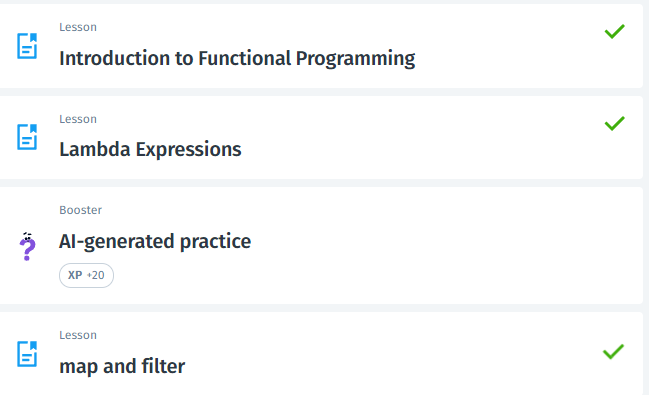 Lesson
Introduction to Functional Programming
Lesson
Lambda Expressions
Booster
AI-generated practice
XP +20
Lesson
map and filter